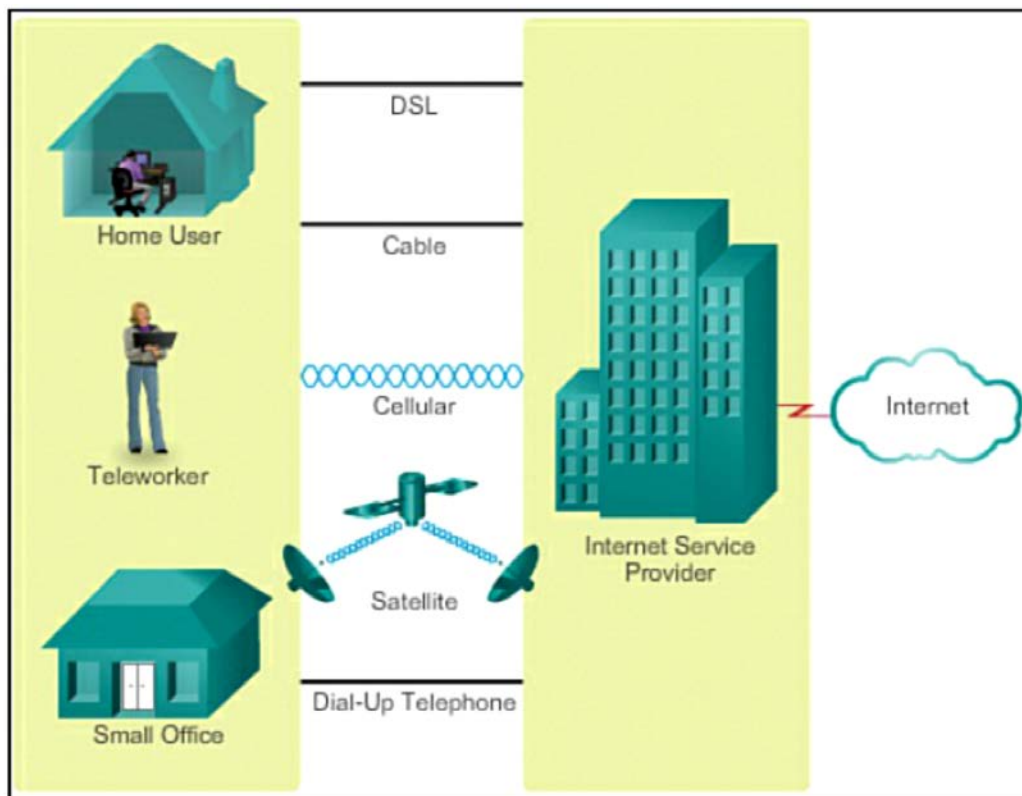 DSL
Home User
Cable
Cellular
Internet
Teleworker
Internet Service
Provider
Satellite
Dial-Up Telephone
Small Office